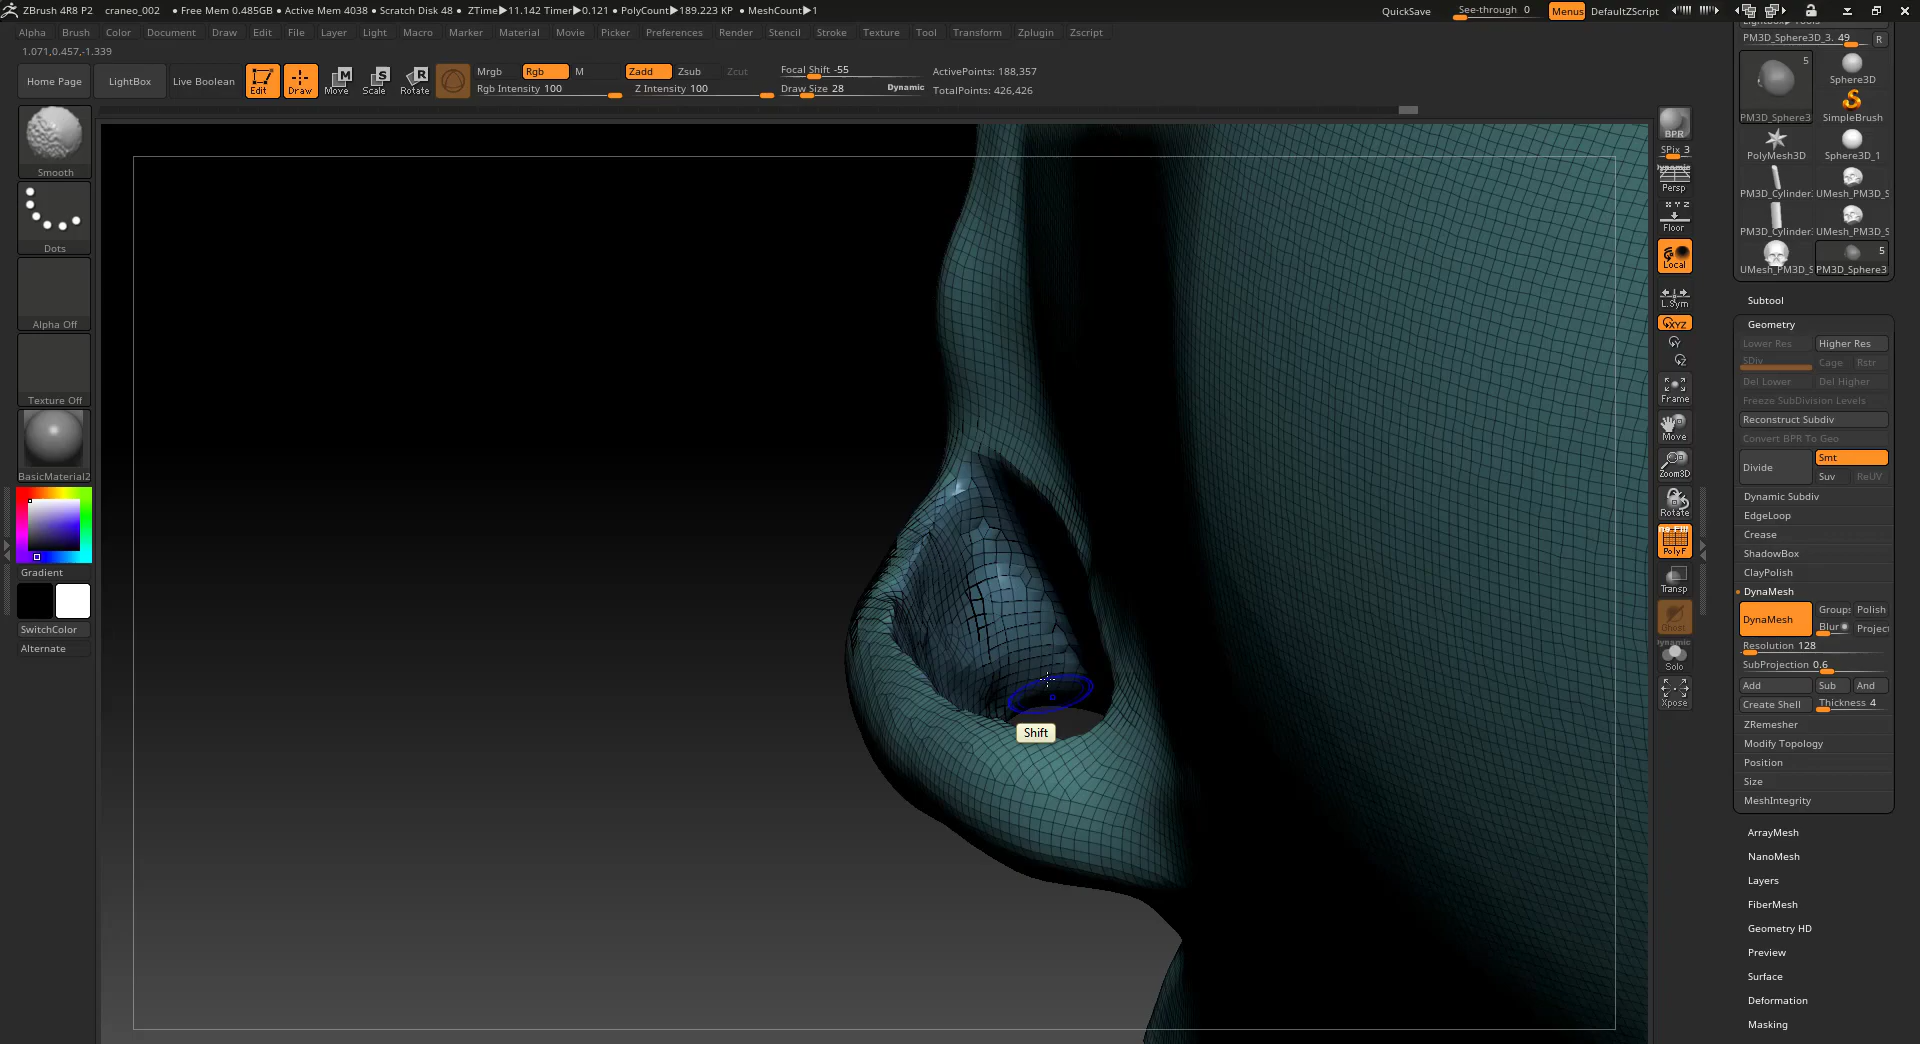 ZBrush 4R8 P2 craneo_002 • Free Mem 0.485GB • Active Mem 4038 • Scratch Disk 48 • ZTime▶11.142 Timer▶0.121 • PolyCount▶189.223 KP • MeshCount▶1 QuickSave See-through 0 Menus DefaultZScript
Alpha Brush Color Document Draw Edit File Layer Light Macro Marker Material Movie Picker Preferences Render Stencil Stroke Texture Tool Transform Zplugin Zscript
1.071,0.457,-1.339
Home Page LightBox Live Boolean Edit Draw Move Scale Rotate
Mrgb Rgb M Zadd Zsub Zcut Focal Shift -55 ActivePoints: 188,357
Rgb Intensity 100 Z Intensity 100 Draw Size 28 Dynamic TotalPoints: 426,426
Smooth
Dots
Alpha Off
Texture Off
BasicMaterial2
Gradient
SwitchColor
Alternate
Shift
BPR
SPix 3
Dynamic
Persp
X Y Z
Floor
Local
L.Sym
XYZ
Y
Z
Frame
Move
Zoom3D
Rotate
PolyF
Transp
Ghost
Dynamic
Solo
Xpose
PM3D_Sphere3D_3. 49 R
5
Sphere3D
PM3D_Sphere3 SimpleBrush
PolyMesh3D Sphere3D_1
PM3D_Cylinder UMesh_PM3D_S
PM3D_Cylinder UMesh_PM3D_S
5
UMesh_PM3D_S PM3D_Sphere3
Subtool
Geometry
Lower Res Higher Res
SDiv Cage Rstr
Del Lower Del Higher
Freeze SubDivision Levels
Reconstruct Subdiv
Convert BPR To Geo
Divide Smt
Suv ReUV
Dynamic Subdiv
EdgeLoop
Crease
ShadowBox
ClayPolish
DynaMesh
DynaMesh Groups Polish
Blur Project
Resolution 128
SubProjection 0.6
Add Sub And
Create Shell Thickness 4
ZRemesher
Modify Topology
Position
Size
MeshIntegrity
ArrayMesh
NanoMesh
Layers
FiberMesh
Geometry HD
Preview
Surface
Deformation
Masking